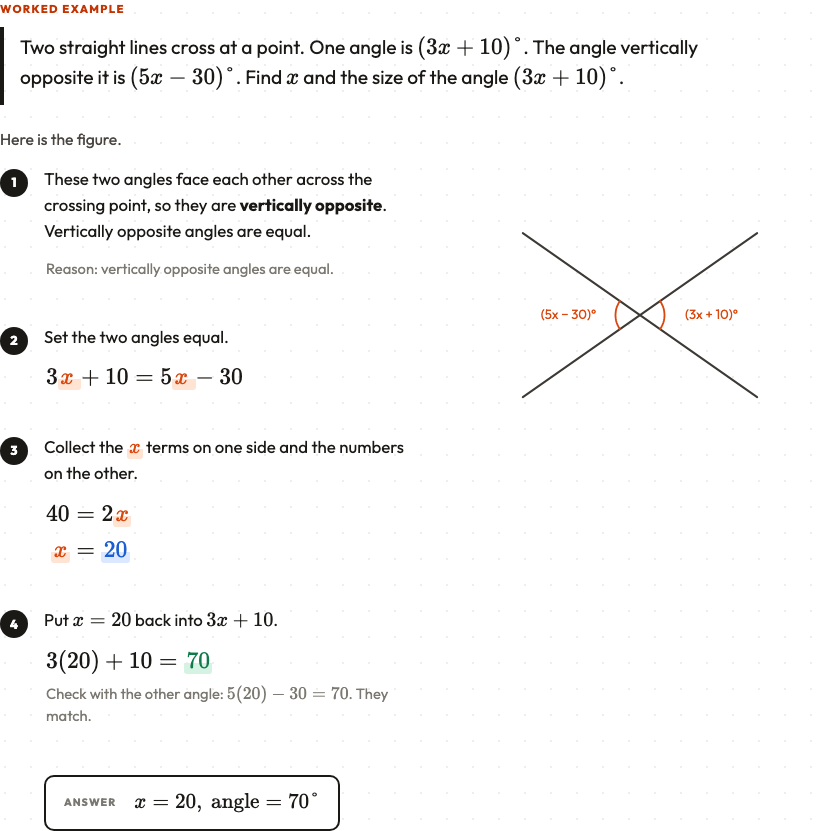 WORKED EXAMPLE
Two straight lines cross at a point. One angle is (3x + 10)°. The angle vertically
opposite it is (5x − 30)°. Find x and the size of the angle (3x + 10)°.
Here is the figure.
1 These two angles face each other across the
crossing point, so they are vertically opposite.
Vertically opposite angles are equal.
Reason: vertically opposite angles are equal.
2 Set the two angles equal.
3x + 10 = 5x − 30
3 Collect the x terms on one side and the numbers
on the other.
40 = 2x
x = 20
4 Put x = 20 back into 3x + 10.
3(20) + 10 = 70
Check with the other angle: 5(20) − 30 = 70. They
match.
ANSWER x = 20, angle = 70°
(5x − 30)° (3x + 10)°